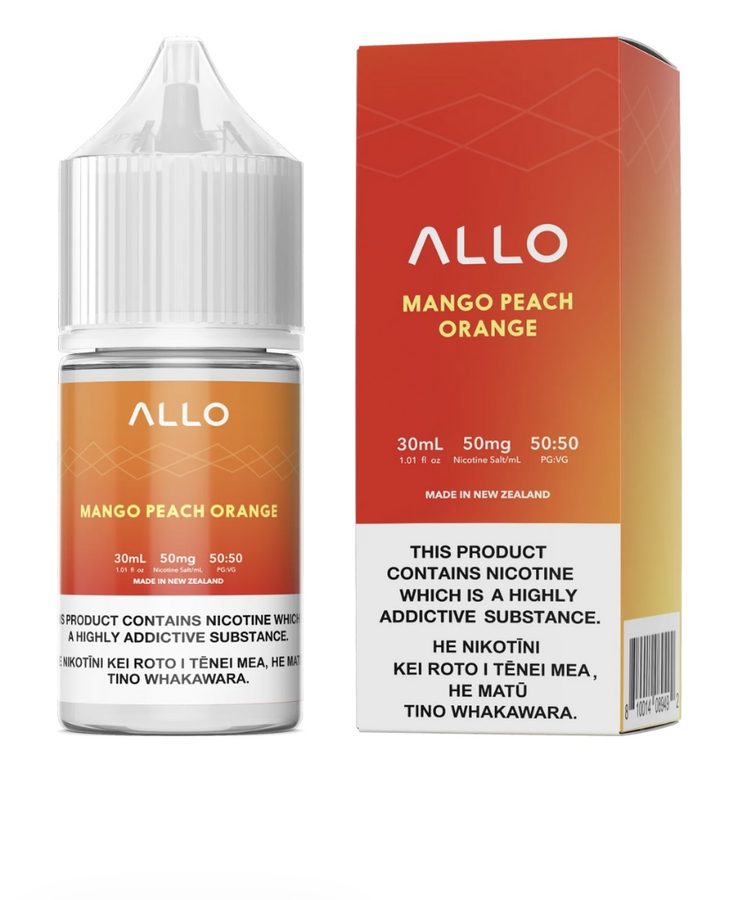 ALLO
MANGO PEACH ORANGE
30mL 50mg 50:50
1.01 fl oz Nicotine Salt/mL PG:VG
MADE IN NEW ZEALAND
PRODUCT CONTAINS NICOTINE WHICH
A HIGHLY ADDICTIVE SUBSTANCE.
NIKOTĪNI KEI ROTO I TĒNEI MEA, HE MAT
TINO WHAKAWARA.
ALLO
MANGO PEACH
ORANGE
30mL 50mg 50:50
1.01 fl oz Nicotine Salt/mL PG:VG
MADE IN NEW ZEALAND
THIS PRODUCT
CONTAINS NICOTINE
WHICH IS A HIGHLY
ADDICTIVE SUBSTANCE.
HE NIKOTĪNI
KEI ROTO I TĒNEI MEA,
HE MATŪ
TINO WHAKAWARA.
8 10014 08949 2